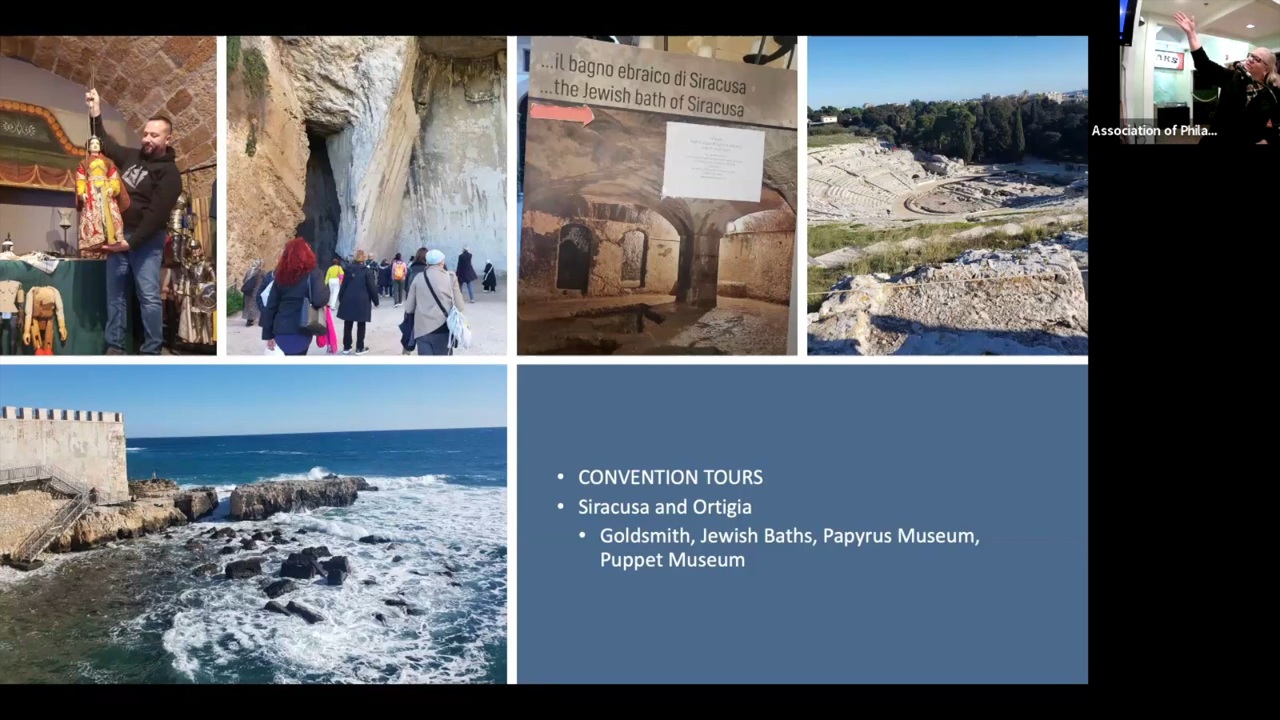 ...il bagno ebraico di Siracusa
...the Jewish bath of Siracusa
Association of Phila...
• CONVENTION TOURS
• Siracusa and Ortigia
• Goldsmith, Jewish Baths, Papyrus Museum,
Puppet Museum